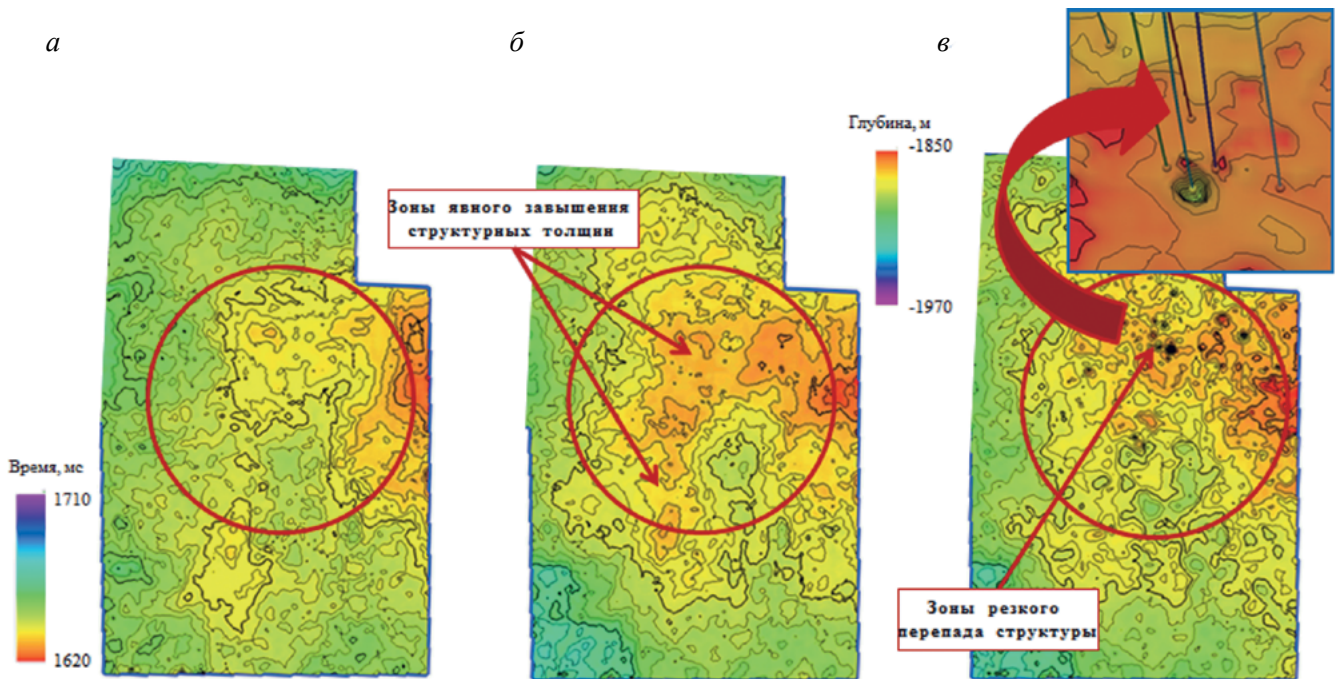 а
б
в
Глубина, м
-1850
-1970
Зоны явного завышения
структурных толщин
Время, мс
1710
1620
Зоны резкого
перепада структуры